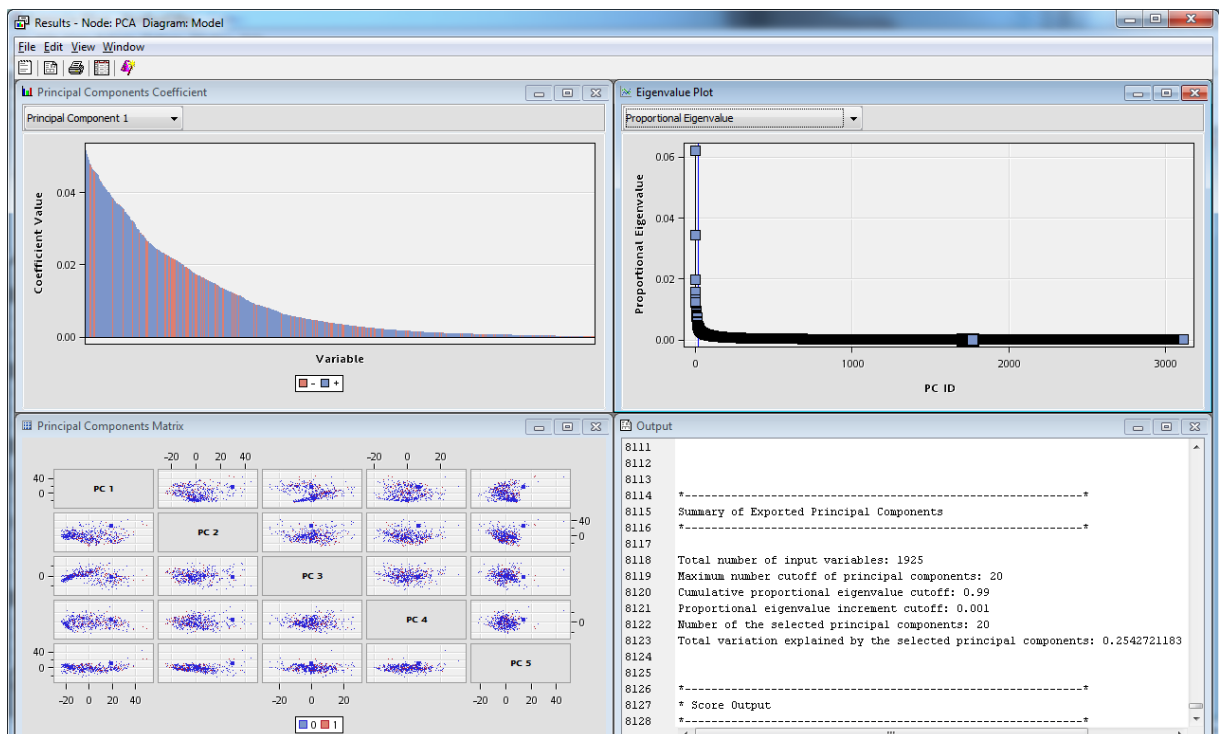 Results - Node: PCA Diagram: Model
File Edit View Window
Principal Components Coefficient
Principal Component 1
Coefficient Value
0.04
0.02
0.00
Variable
- +
Eigenvalue Plot
Proportional Eigenvalue
Proportional Eigenvalue
0.06
0.04
0.02
0.00
0 1000 2000 3000
PC ID
Principal Components Matrix
-20 0 20 40 -20 0 20
40
0
PC 1
PC 2
40
0
0
PC 3
PC 4
0
40
0
PC 5
-20 0 20 40 -20 0 20 -20 0 20 40
0 1
Output
8111
8112
8113
8114 *------------------------------------------------------------*
8115 Summary of Exported Principal Components
8116 *------------------------------------------------------------*
8117
8118 Total number of input variables: 1925
8119 Maximum number cutoff of principal components: 20
8120 Cumulative proportional eigenvalue cutoff: 0.99
8121 Proportional eigenvalue increment cutoff: 0.001
8122 Number of the selected principal components: 20
8123 Total variation explained by the selected principal components: 0.2542721183
8124
8125
8126 *------------------------------------------------------------*
8127 * Score Output
8128 *------------------------------------------------------------*